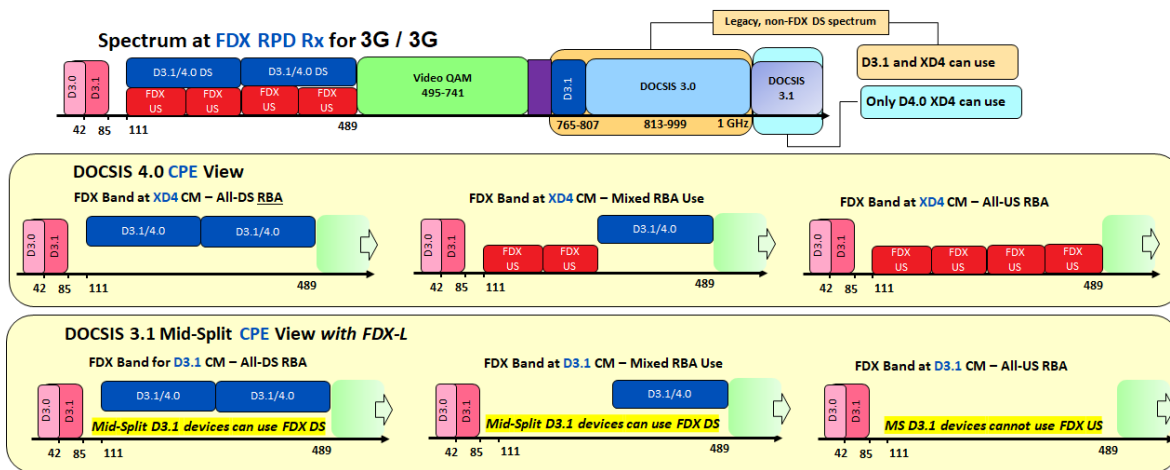 Spectrum at FDX RPD Rx for 3G / 3G
Legacy, non-FDX DS spectrum
D3.0
D3.1
D3.1/4.0 DS
D3.1/4.0 DS
FDX
US
FDX
US
FDX
US
FDX
US
Video QAM
495-741
D3.1
DOCSIS 3.0
DOCSIS
3.1
D3.1 and XD4 can use
Only D4.0 XD4 can use
42
85
111
489
765-807
813-999
1 GHz
DOCSIS 4.0 CPE View
FDX Band at XD4 CM – All-DS RBA
D3.0
D3.1
D3.1/4.0
D3.1/4.0
42
85
111
489
FDX Band at XD4 CM – Mixed RBA Use
D3.0
D3.1
FDX
US
FDX
US
D3.1/4.0
42
85
111
489
FDX Band at XD4 CM – All-US RBA
D3.0
D3.1
FDX
US
FDX
US
FDX
US
FDX
US
42
85
111
489
DOCSIS 3.1 Mid-Split CPE View with FDX-L
FDX Band for D3.1 CM – All-DS RBA
D3.0
D3.1
D3.1/4.0
D3.1/4.0
Mid-Split D3.1 devices can use FDX DS
42
85
111
489
FDX Band at D3.1 CM – Mixed RBA Use
D3.0
D3.1
D3.1/4.0
Mid-Split D3.1 devices can use FDX DS
42
85
111
489
FDX Band at D3.1 CM – All-US RBA
D3.0
D3.1
MS D3.1 devices cannot use FDX US
42
85
111
489